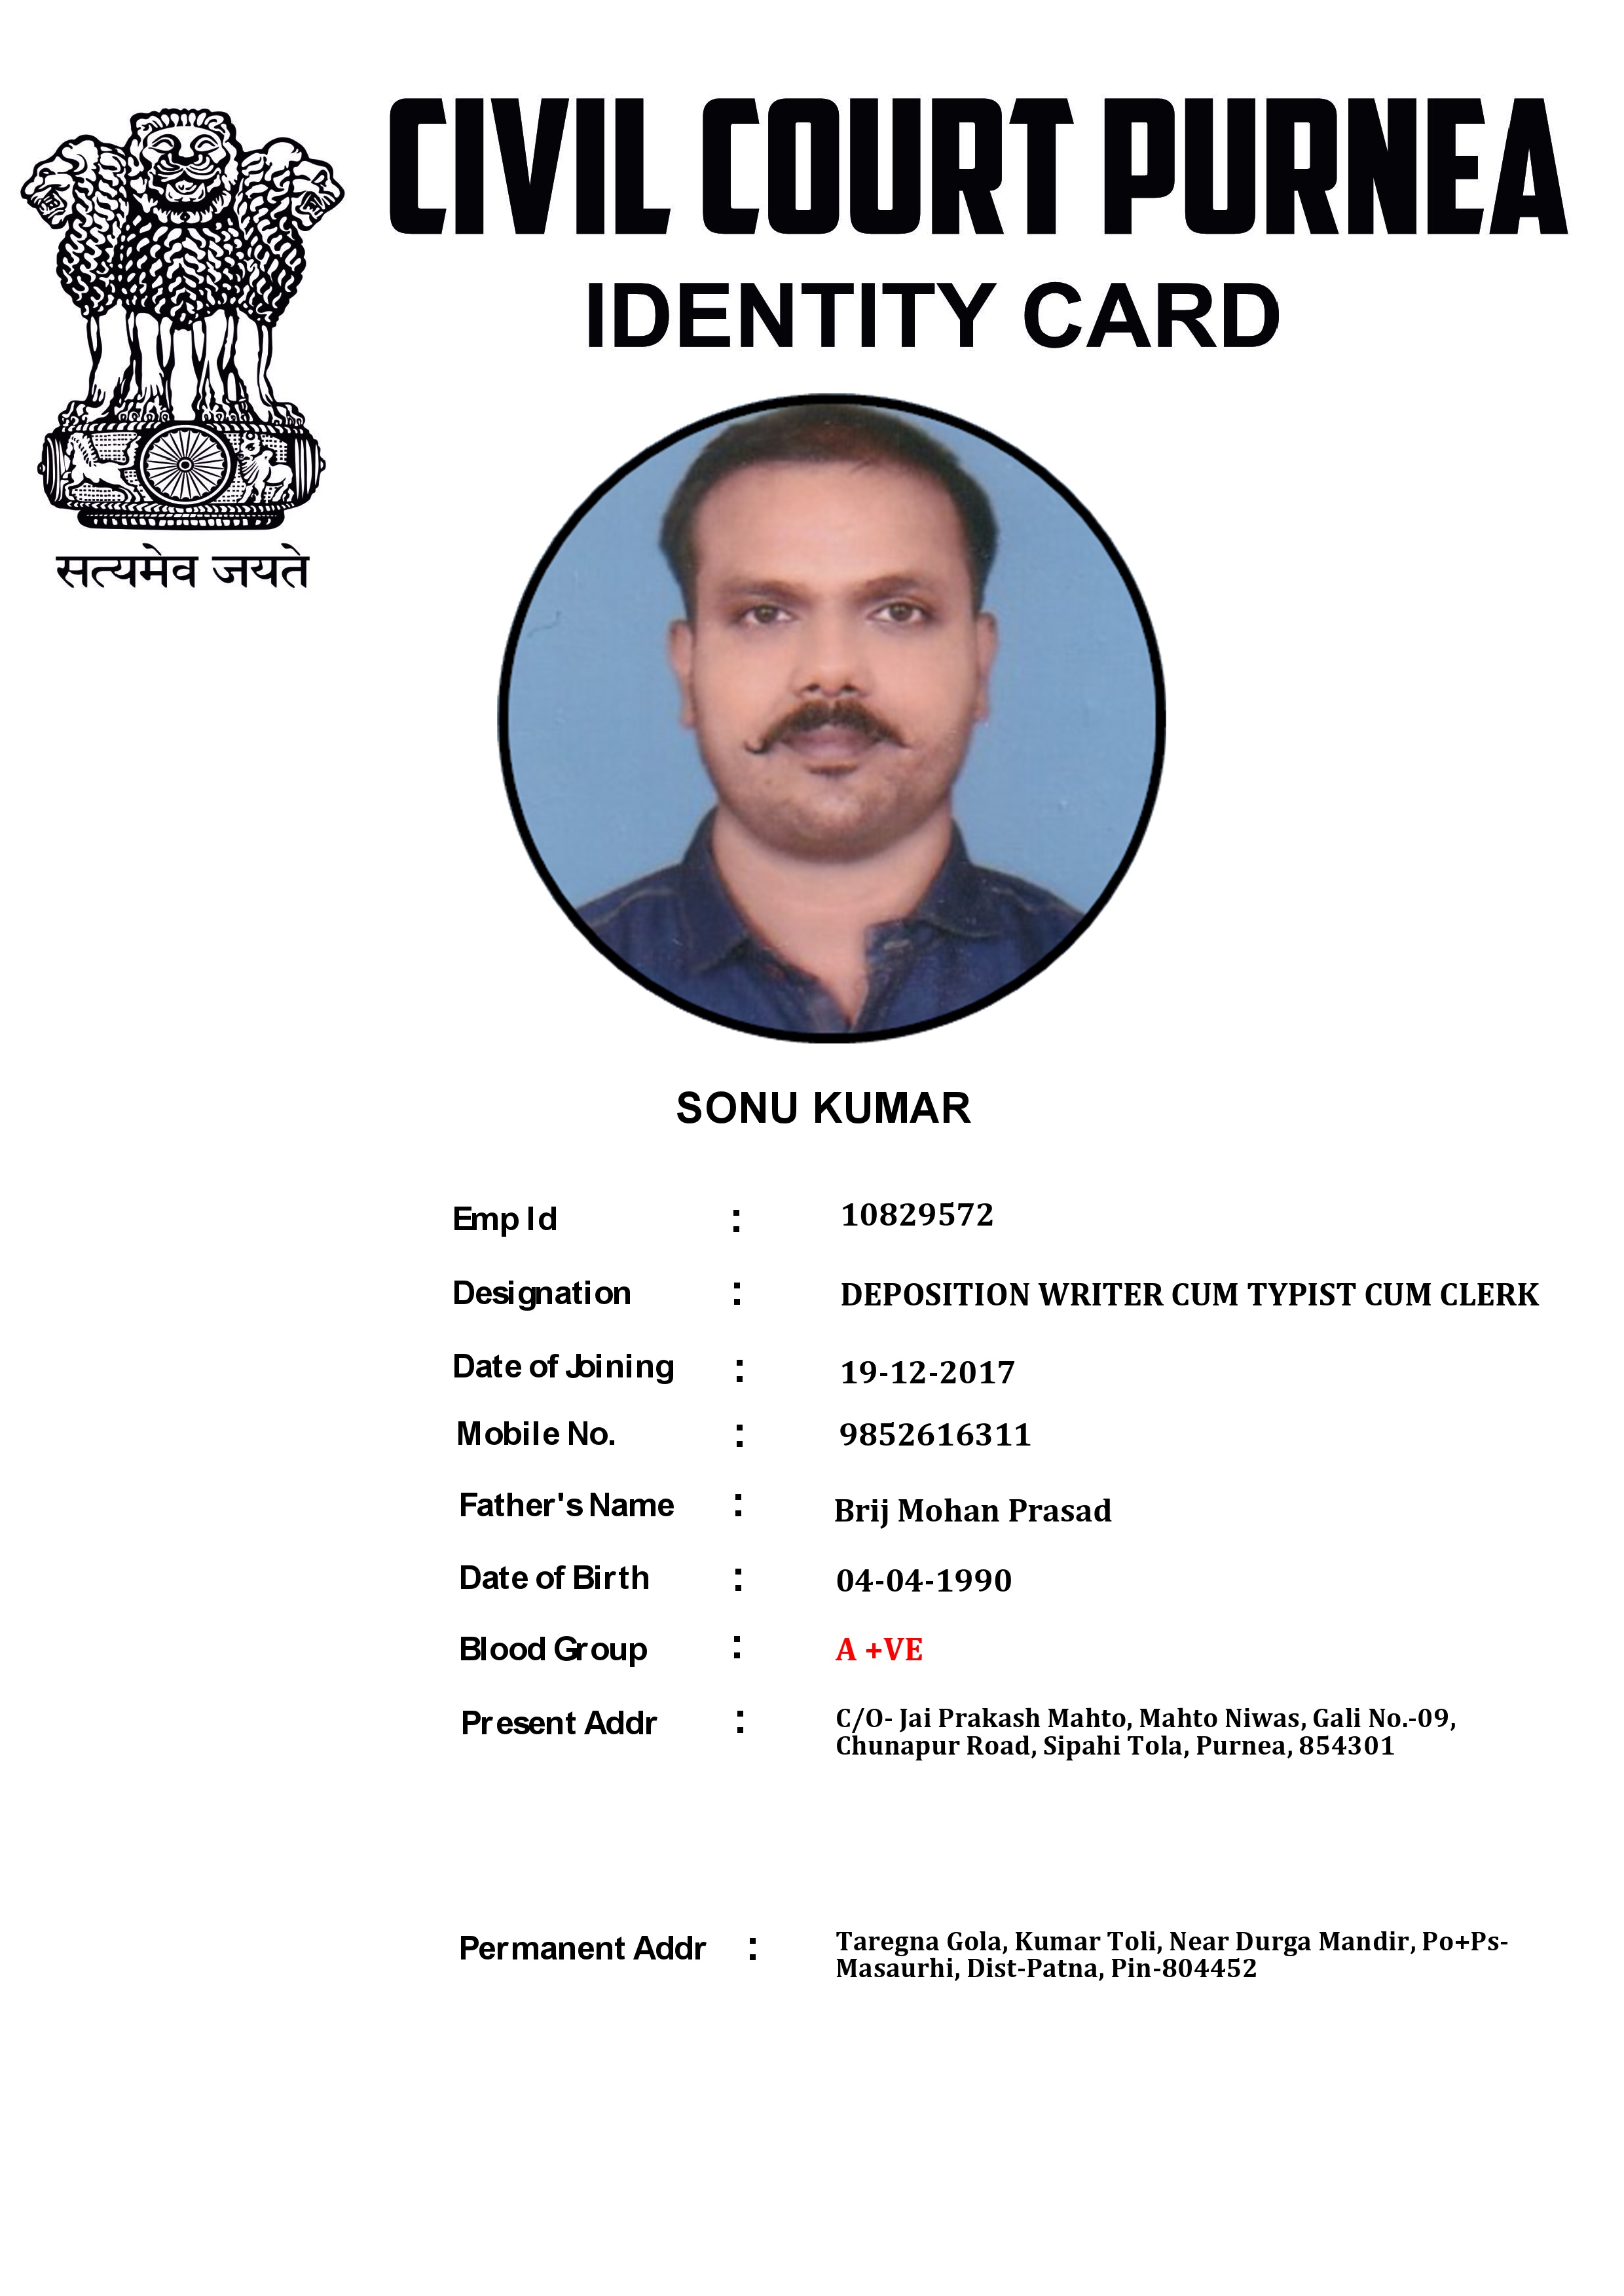 CIVIL COURT PURNEA
IDENTITY CARD
सत्यमेव जयते
SONU KUMAR
Emp Id : 10829572
Designation : DEPOSITION WRITER CUM TYPIST CUM CLERK
Date of Joining : 19-12-2017
Mobile No. : 9852616311
Father's Name : Brij Mohan Prasad
Date of Birth : 04-04-1990
Blood Group : A +VE
Present Addr : C/O- Jai Prakash Mahto, Mahto Niwas, Gali No.-09,
Chunapur Road, Sipahi Tola, Purnea, 854301
Permanent Addr : Taregna Gola, Kumar Toli, Near Durga Mandir, Po+Ps-
Masaurhi, Dist-Patna, Pin-804452